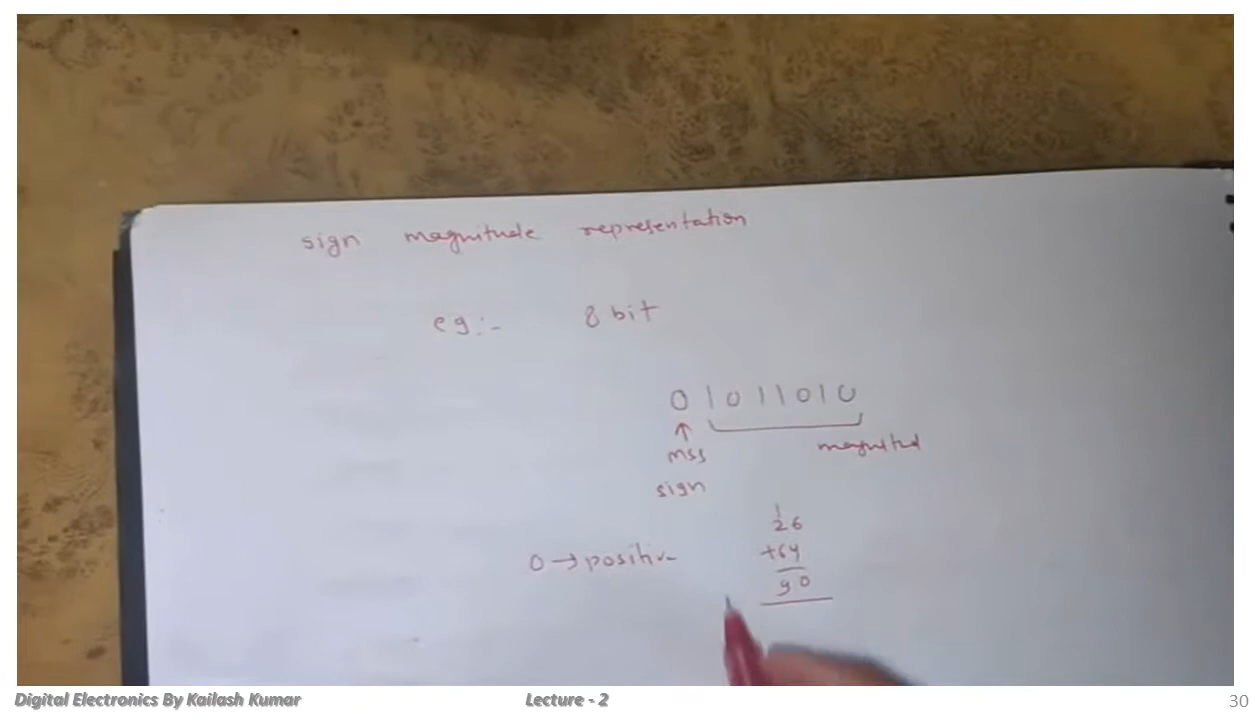 sign magnitude representation
eg:- 8 bit
0 1 0 1 1 0 1 0
↑
MSB magnitud
sign
1
26
0 → positive +64
90
Digital Electronics By Kailash Kumar Lecture - 2 30